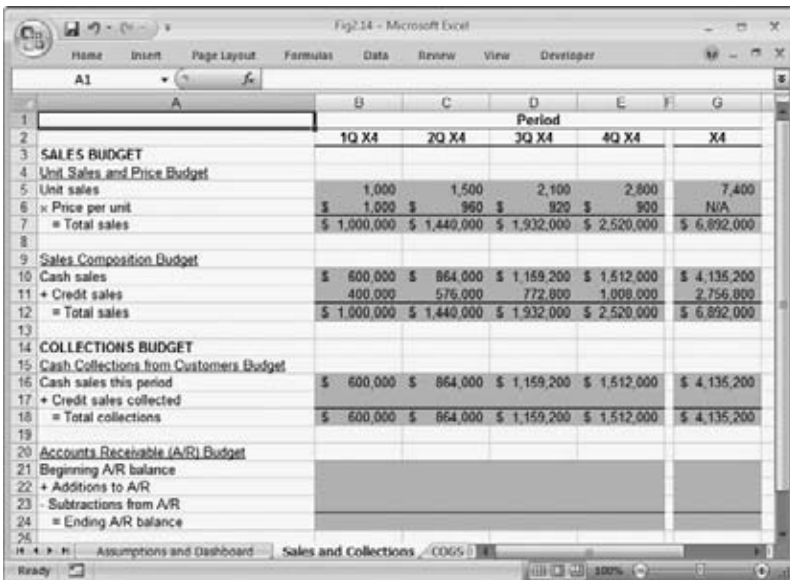 Fig2.14 - Microsoft Excel
Home Insert Page Layout Formulas Data Review View Developer
A1 fx
A B C D E F G
1 Period
2 1Q X4 2Q X4 3Q X4 4Q X4 X4
3 SALES BUDGET
4 Unit Sales and Price Budget
5 Unit sales 1,000 1,500 2,100 2,800 7,400
6 × Price per unit $ 1,000 $ 960 $ 920 $ 900 N/A
7 = Total sales $ 1,000,000 $ 1,440,000 $ 1,932,000 $ 2,520,000 $ 6,892,000
8
9 Sales Composition Budget
10 Cash sales $ 600,000 $ 864,000 $ 1,159,200 $ 1,512,000 $ 4,135,200
11 + Credit sales 400,000 576,000 772,800 1,008,000 2,756,800
12 = Total sales $ 1,000,000 $ 1,440,000 $ 1,932,000 $ 2,520,000 $ 6,892,000
13
14 COLLECTIONS BUDGET
15 Cash Collections from Customers Budget
16 Cash sales this period $ 600,000 $ 864,000 $ 1,159,200 $ 1,512,000 $ 4,135,200
17 + Credit sales collected
18 = Total collections $ 600,000 $ 864,000 $ 1,159,200 $ 1,512,000 $ 4,135,200
19
20 Accounts Receivable (A/R) Budget
21 Beginning A/R balance
22 + Additions to A/R
23 - Subtractions from A/R
24 = Ending A/R balance
25
Assumptions and Dashboard Sales and Collections COGS
Ready 100%